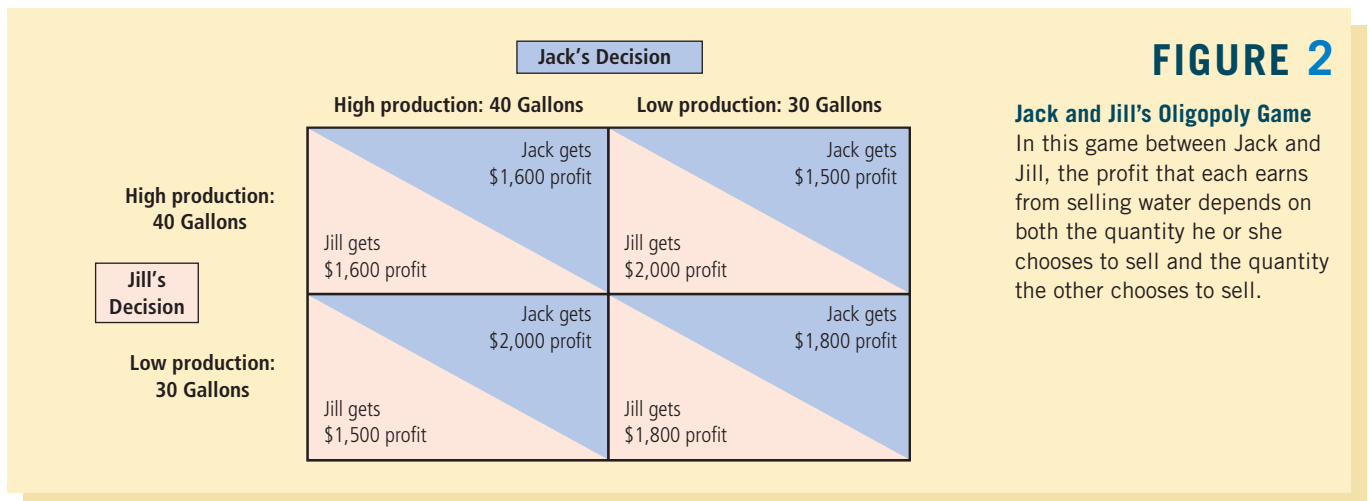 Jack's Decision
High production: 40 Gallons
Low production: 30 Gallons
High production:
40 Gallons
Jack gets
$1,600 profit
Jill gets
$1,600 profit
Jack gets
$1,500 profit
Jill gets
$2,000 profit
Jill's
Decision
Low production:
30 Gallons
Jack gets
$2,000 profit
Jill gets
$1,500 profit
Jack gets
$1,800 profit
Jill gets
$1,800 profit
FIGURE 2
Jack and Jill's Oligopoly Game
In this game between Jack and
Jill, the profit that each earns
from selling water depends on
both the quantity he or she
chooses to sell and the quantity
the other chooses to sell.